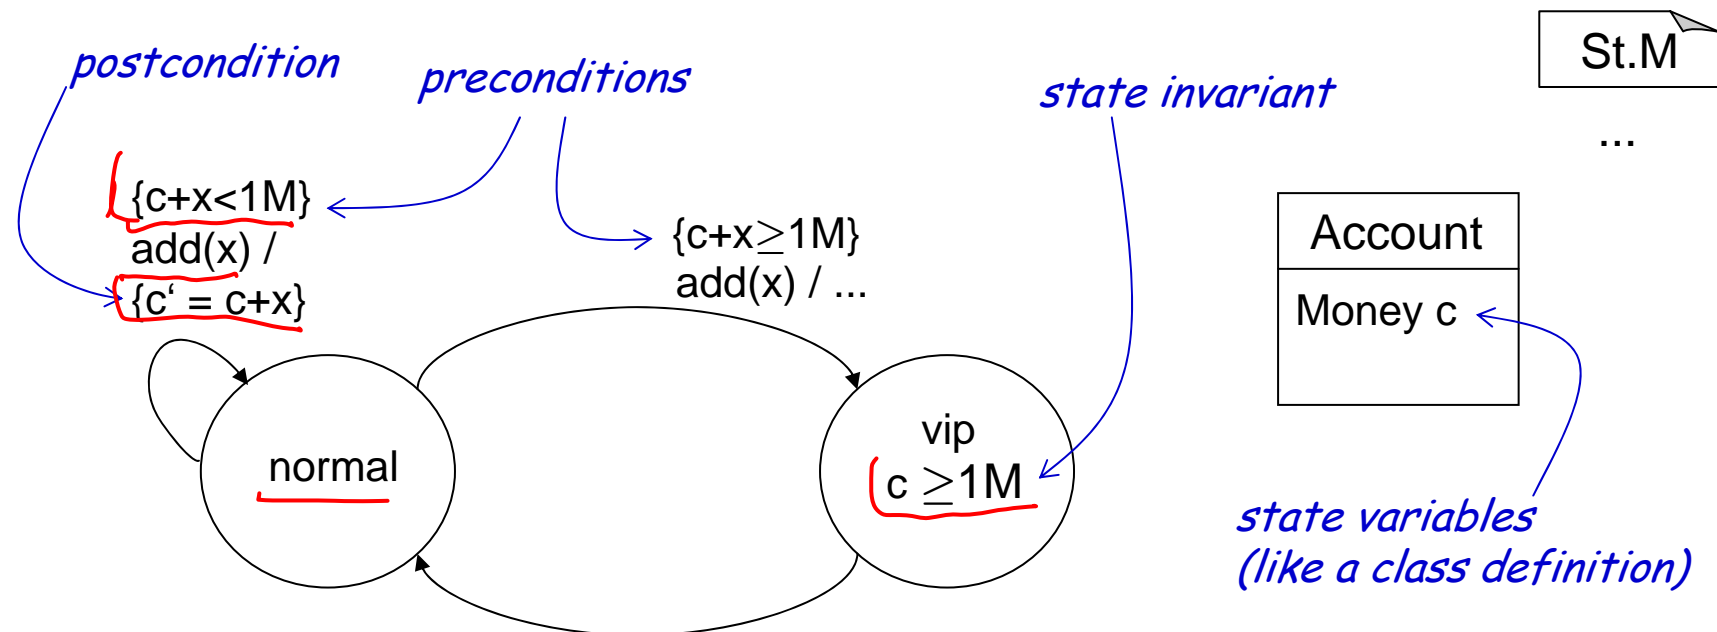 postcondition
preconditions
state invariant
St.M
...
{c+x<1M}
add(x) /
{c‘ = c+x}
{c+x≥1M}
add(x) / ...
Account
Money c
normal
vip
c ≥1M
state variables
(like a class definition)